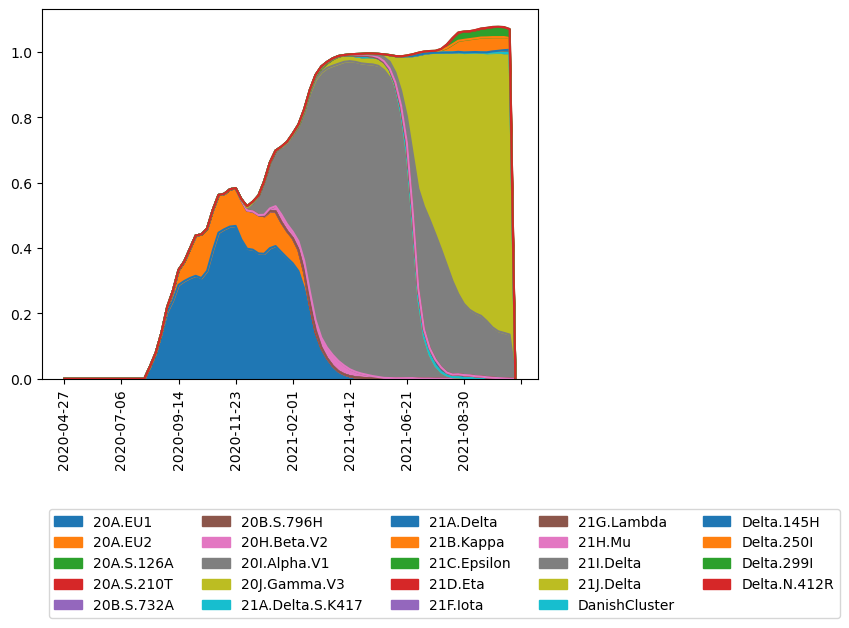 1.0
0.8
0.6
0.4
0.2
0.0
2020-04-27
2020-07-06
2020-09-14
2020-11-23
2021-02-01
2021-04-12
2021-06-21
2021-08-30
20A.EU1
20A.EU2
20A.S.126A
20A.S.210T
20B.S.732A
20B.S.796H
20H.Beta.V2
20I.Alpha.V1
20J.Gamma.V3
21A.Delta.S.K417
21A.Delta
21B.Kappa
21C.Epsilon
21D.Eta
21F.Iota
21G.Lambda
21H.Mu
21I.Delta
21J.Delta
DanishCluster
Delta.145H
Delta.250I
Delta.299I
Delta.N.412R